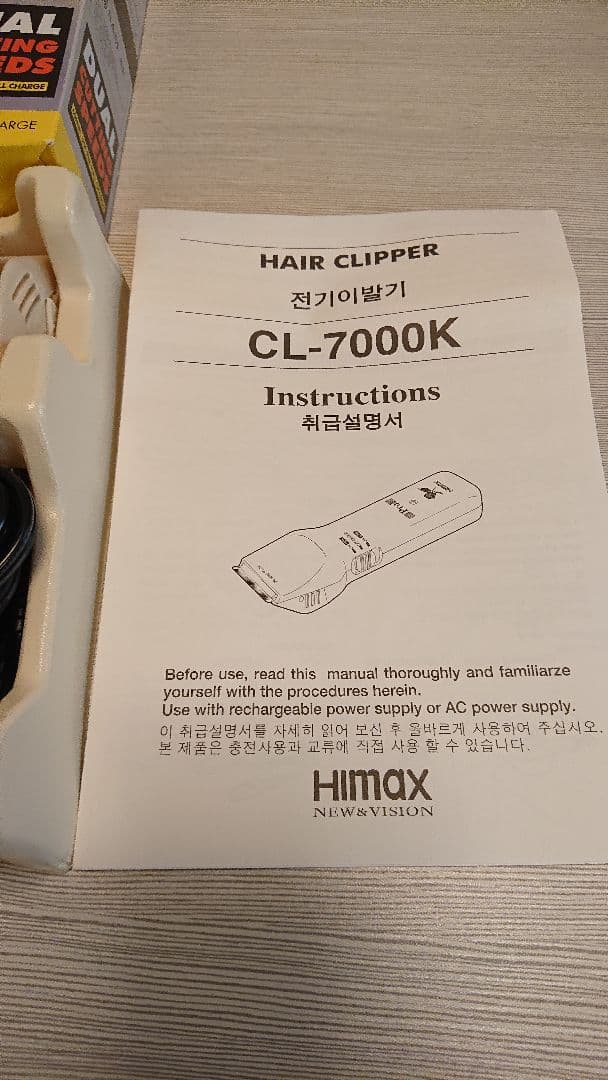 AL
ING
EDS
L CHARGE
ARGE
DUAL
CUTTING
SPEEDS
HAIR CLIPPER
전기이발기
CL-7000K
Instructions
취급설명서
Before use, read this manual thoroughly and familiarze
yourself with the procedures herein.
Use with rechargeable power supply or AC power supply.
이 취급설명서를 자세히 읽어 보신 후 올바르게 사용하여 주십시오.
본 제품은 충전사용과 교류에 직접 사용 할 수 있습니다.
HIMAX
NEW&VISION